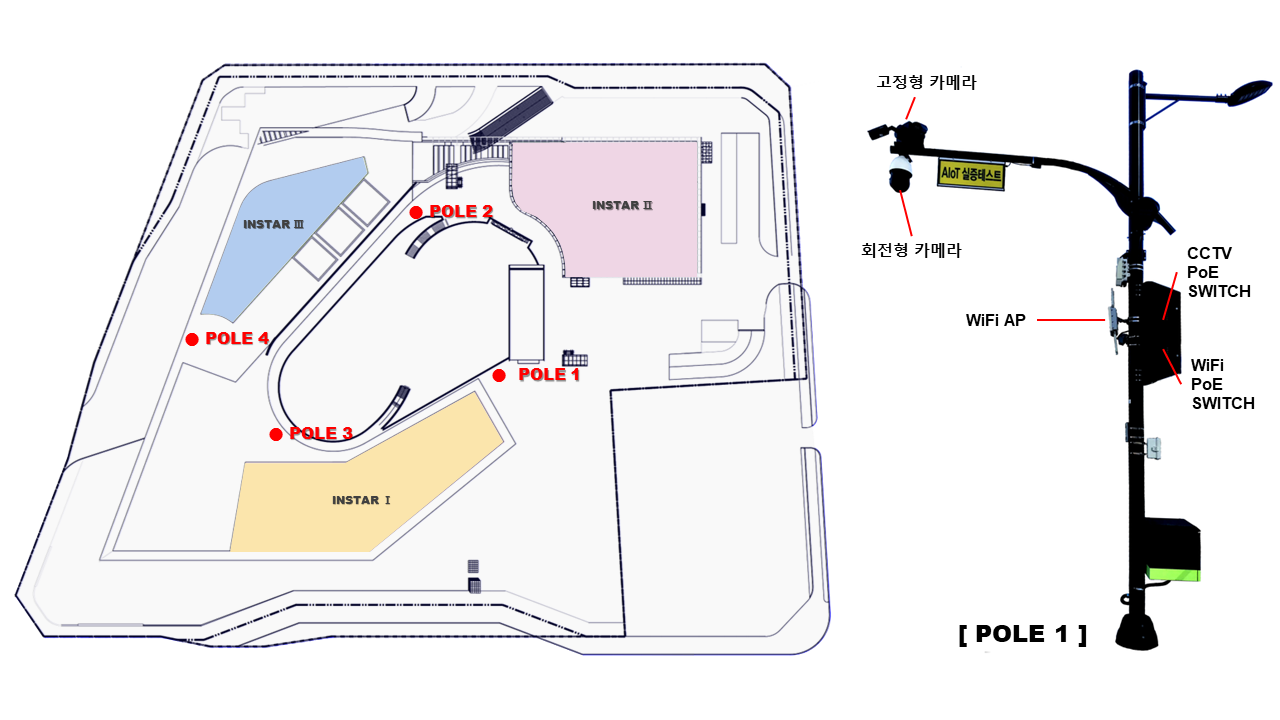 INSTAR Ⅲ
POLE 2
INSTAR Ⅱ
POLE 4
POLE 1
POLE 3
INSTAR Ⅰ
고정형 카메라
AIoT 실증테스트
회전형 카메라
CCTV
PoE
SWITCH
WiFi AP
WiFi
PoE
SWITCH
[ POLE 1 ]